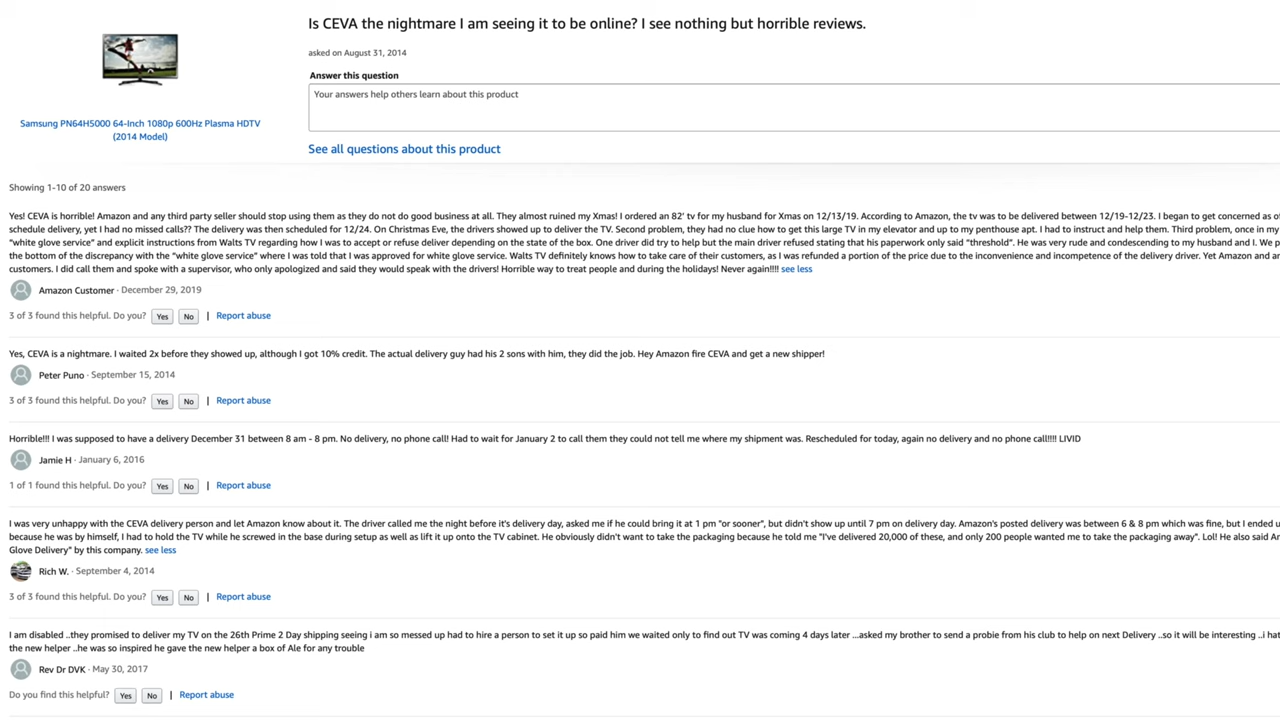 Is CEVA the nightmare I am seeing it to be online? I see nothing but horrible reviews.
asked on August 31, 2014
Answer this question
Your answers help others learn about this product
Samsung PN64H5000 64-Inch 1080p 600Hz Plasma HDTV
(2014 Model)
See all questions about this product
Showing 1-10 of 20 answers
Yes! CEVA is horrible! Amazon and any third party seller should stop using them as they do not do good business at all. They almost ruined my Xmas! I ordered an 82' tv for my husband for Xmas on 12/13/19. According to Amazon, the tv was to be delivered between 12/19-12/23. I began to get concerned as of
schedule delivery, yet I had no missed calls?? The delivery was then scheduled for 12/24. On Christmas Eve, the drivers showed up to deliver the TV. Second problem, they had no clue how to get this large TV in my elevator and up to my penthouse apt. I had to instruct and help them. Third problem, once in my
"white glove service" and explicit instructions from Walts TV regarding how I was to accept or refuse deliver depending on the state of the box. One driver did try to help but the main driver refused stating that his paperwork only said "threshold". He was very rude and condescending to my husband and I. We p
the bottom of the discrepancy with the "white glove service" where I was told that I was approved for white glove service. Walts TV definitely knows how to take care of their customers, as I was refunded a portion of the price due to the inconvenience and incompetence of the delivery driver. Yet Amazon and ar
customers. I did call them and spoke with a supervisor, who only apologized and said they would speak with the drivers! Horrible way to treat people and during the holidays! Never again!!!! see less
Amazon Customer · December 29, 2019
3 of 3 found this helpful. Do you? Yes No | Report abuse
Yes, CEVA is a nightmare. I waited 2x before they showed up, although I got 10% credit. The actual delivery guy had his 2 sons with him, they did the job. Hey Amazon fire CEVA and get a new shipper!
Peter Puno · September 15, 2014
3 of 3 found this helpful. Do you? Yes No | Report abuse
Horrible!!! I was supposed to have a delivery December 31 between 8 am - 8 pm. No delivery, no phone call! Had to wait for January 2 to call them they could not tell me where my shipment was. Rescheduled for today, again no delivery and no phone call!!!! LIVID
Jamie H · January 6, 2016
1 of 1 found this helpful. Do you? Yes No | Report abuse
I was very unhappy with the CEVA delivery person and let Amazon know about it. The driver called me the night before it's delivery day, asked me if he could bring it at 1 pm "or sooner", but didn't show up until 7 pm on delivery day. Amazon's posted delivery was between 6 & 8 pm which was fine, but I ended u
because he was by himself, I had to hold the TV while he screwed in the base during setup as well as lift it up onto the TV cabinet. He obviously didn't want to take the packaging because he told me "I've delivered 20,000 of these, and only 200 people wanted me to take the packaging away". Lol! He also said Ar
Glove Delivery" by this company. see less
Rich W. · September 4, 2014
3 of 3 found this helpful. Do you? Yes No | Report abuse
I am disabled ..they promised to deliver my TV on the 26th Prime 2 Day shipping seeing i am so messed up had to hire a person to set it up so paid him we waited only to find out TV was coming 4 days later ...asked my brother to send a probie from his club to help on next Delivery ..so it will be interesting ..i hat
the new helper ..he was so inspired he gave the new helper a box of Ale for any trouble
Rev Dr DVK · May 30, 2017
Do you find this helpful? Yes No | Report abuse